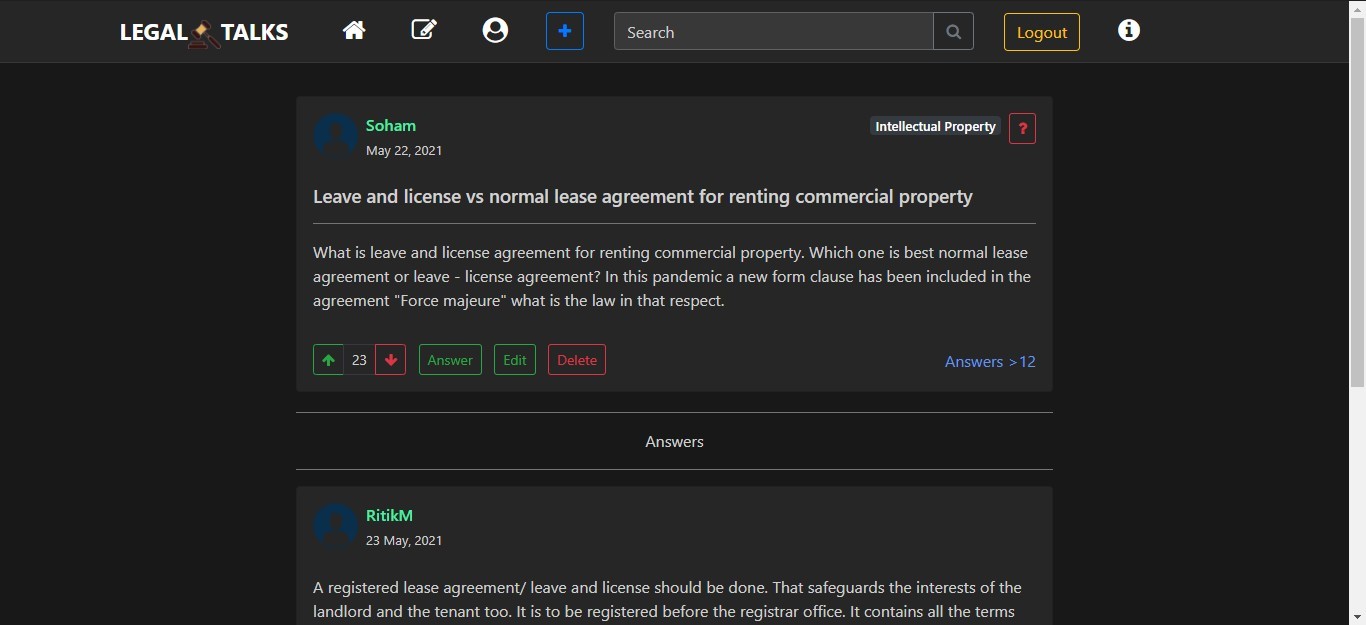 LEGAL TALKS
Search
Logout
Soham
Intellectual Property
?
May 22, 2021
Leave and license vs normal lease agreement for renting commercial property
What is leave and license agreement for renting commercial property. Which one is best normal lease
agreement or leave - license agreement? In this pandemic a new form clause has been included in the
agreement "Force majeure" what is the law in that respect.
23
Answer
Edit
Delete
Answers >12
Answers
RitikM
23 May, 2021
A registered lease agreement/ leave and license should be done. That safeguards the interests of the
landlord and the tenant too. It is to be registered before the registrar office. It contains all the terms